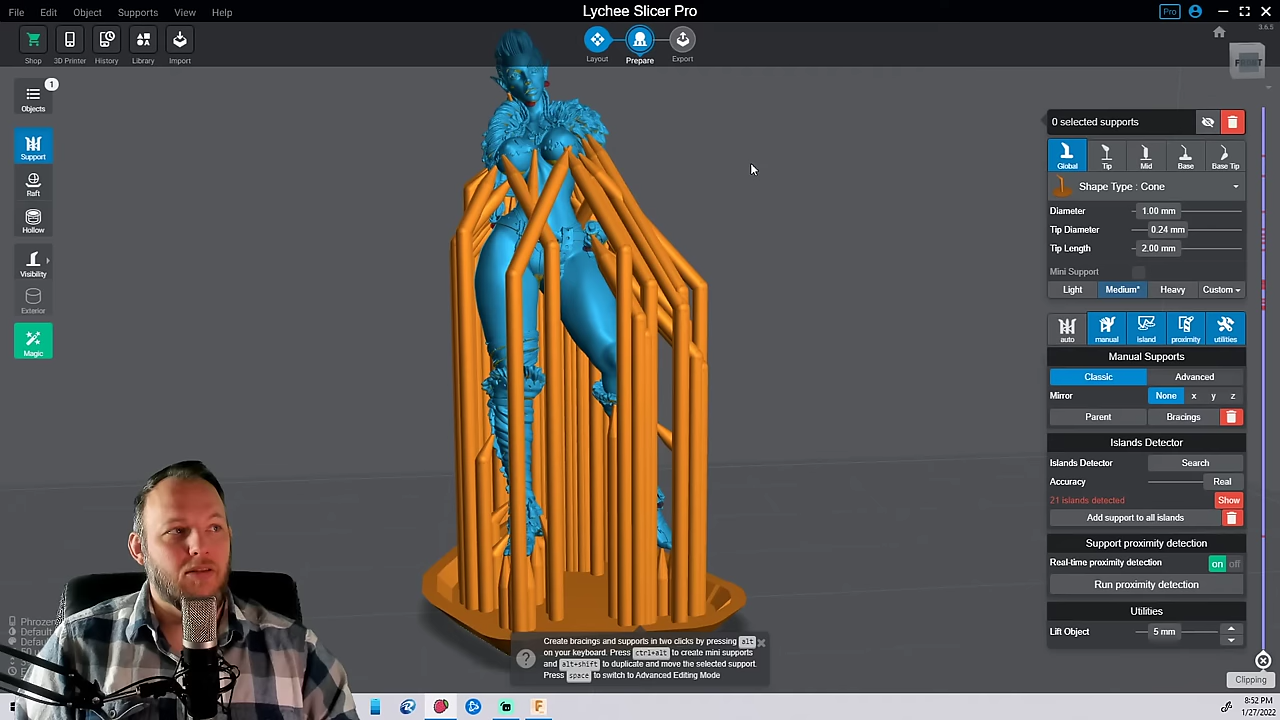 File Edit Object Supports View Help
Lychee Slicer Pro
Pro
3.6.5
Shop 3D Printer History Library Import
Layout Prepare Export
FRONT
1
Objects
Support
Raft
Hollow
Visibility
Exterior
Magic
0 selected supports
Global Tip Mid Base Base Tip
Shape Type : Cone
Diameter 1.00 mm
Tip Diameter 0.24 mm
Tip Length 2.00 mm
Mini Support
Light Medium* Heavy Custom
auto manual island proximity utilities
Manual Supports
Classic Advanced
Mirror None x y z
Parent Bracings
Islands Detector
Islands Detector Search
Accuracy Real
21 islands detected Show
Add support to all islands
Support proximity detection
Real-time proximity detection on off
Run proximity detection
Utilities
Lift Object 5 mm
Clipping
Phrozen
Default
Default
Create bracings and supports in two clicks by pressing alt
on your keyboard. Press ctrl+alt to create mini supports
and alt+shift to duplicate and move the selected support.
Press space to switch to Advanced Editing Mode
8:52 PM
1/27/2022